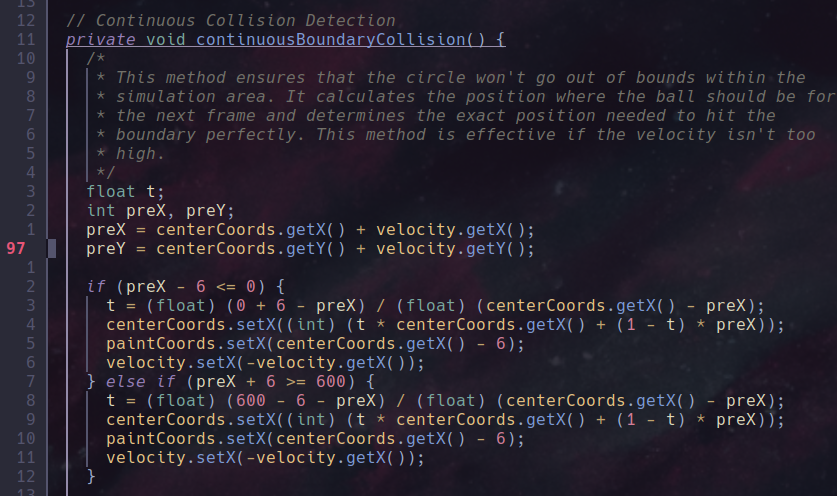 13
12 // Continuous Collision Detection
11 private void continuousBoundaryCollision() {
10 /*
9 * This method ensures that the circle won't go out of bounds within the
8 * simulation area. It calculates the position where the ball should be for
7 * the next frame and determines the exact position needed to hit the
6 * boundary perfectly. This method is effective if the velocity isn't too
5 * high.
4 */
3 float t;
2 int preX, preY;
1 preX = centerCoords.getX() + velocity.getX();
97 preY = centerCoords.getY() + velocity.getY();
1
2 if (preX - 6 <= 0) {
3 t = (float) (0 + 6 - preX) / (float) (centerCoords.getX() - preX);
4 centerCoords.setX((int) (t * centerCoords.getX() + (1 - t) * preX));
5 paintCoords.setX(centerCoords.getX() - 6);
6 velocity.setX(-velocity.getX());
7 } else if (preX + 6 >= 600) {
8 t = (float) (600 - 6 - preX) / (float) (centerCoords.getX() - preX);
9 centerCoords.setX((int) (t * centerCoords.getX() + (1 - t) * preX));
10 paintCoords.setX(centerCoords.getX() - 6);
11 velocity.setX(-velocity.getX());
12 }
13